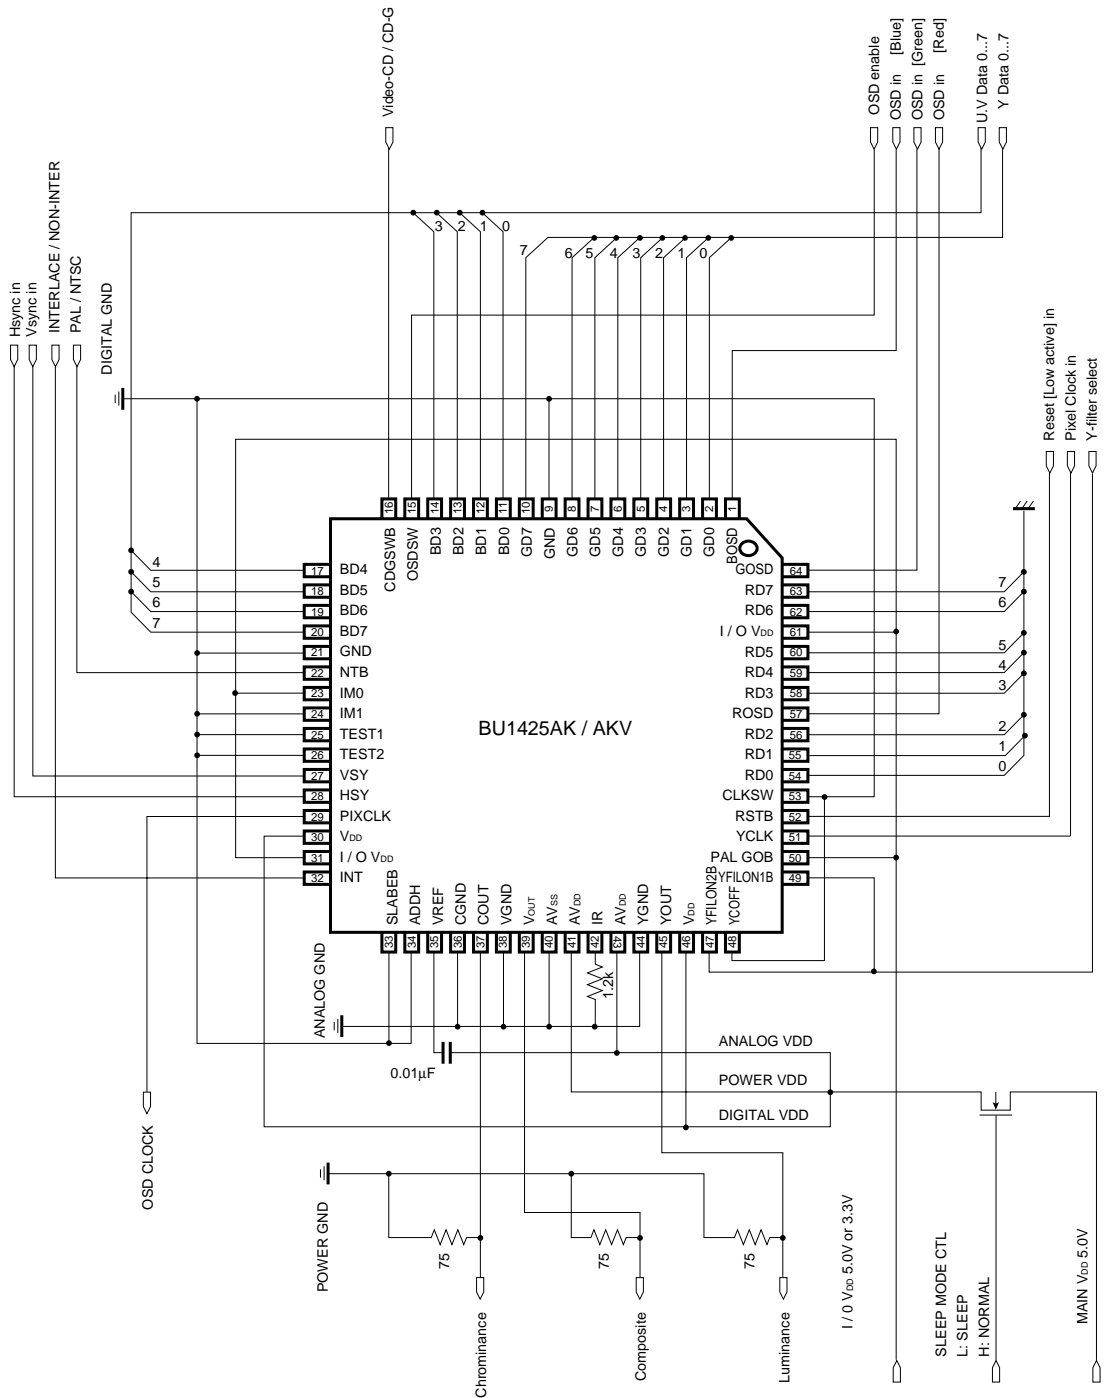 Video-CD / CD-G
OSD enable
OSD in [Blue]
OSD in [Green]
OSD in [Red]
U.V Data 0...7
Y Data 0...7
Hsync in
Vsync in
INTERLACE / NON-INTER
PAL / NTSC
DIGITAL GND
3
2
1
0
7
6
5
4
3
2
1
0
Reset [Low active] in
Pixel Clock in
Y-filter select
16
15
14
13
12
11
10
9
8
7
6
5
4
3
2
1
CDGSWB
OSDSW
BD3
BD2
BD1
BD0
GD7
GND
GD6
GD5
GD4
GD3
GD2
GD1
GD0
BOSD
4
5
6
7
17 BD4
18 BD5
19 BD6
20 BD7
21 GND
22 NTB
23 IM0
24 IM1
25 TEST1
26 TEST2
27 VSY
28 HSY
29 PIXCLK
30 VDD
31 I / O VDD
32 INT
BU1425AK / AKV
GOSD 64
RD7 63 7
RD6 62 6
I / O VDD 61
RD5 60 5
RD4 59 4
RD3 58 3
ROSD 57
RD2 56 2
RD1 55 1
RD0 54 0
CLKSW 53
RSTB 52
YCLK 51
PAL GOB 50
YFILON1B 49
SLABEB
ADDH
VREF
CGND
COUT
VGND
VOUT
AVSS
AVDD
IR
AVDD
YGND
YOUT
VDD
YFILON2B
YCOFF
33
34
35
36
37
38
39
40
41
42
43
44
45
46
47
48
1.2k
ANALOG GND
0.01µF
ANALOG VDD
POWER VDD
DIGITAL VDD
OSD CLOCK
POWER GND
75
75
75
Chrominance
Composite
Luminance
I / 0 VDD 5.0V or 3.3V
SLEEP MODE CTL
L: SLEEP
H: NORMAL
MAIN VDD 5.0V